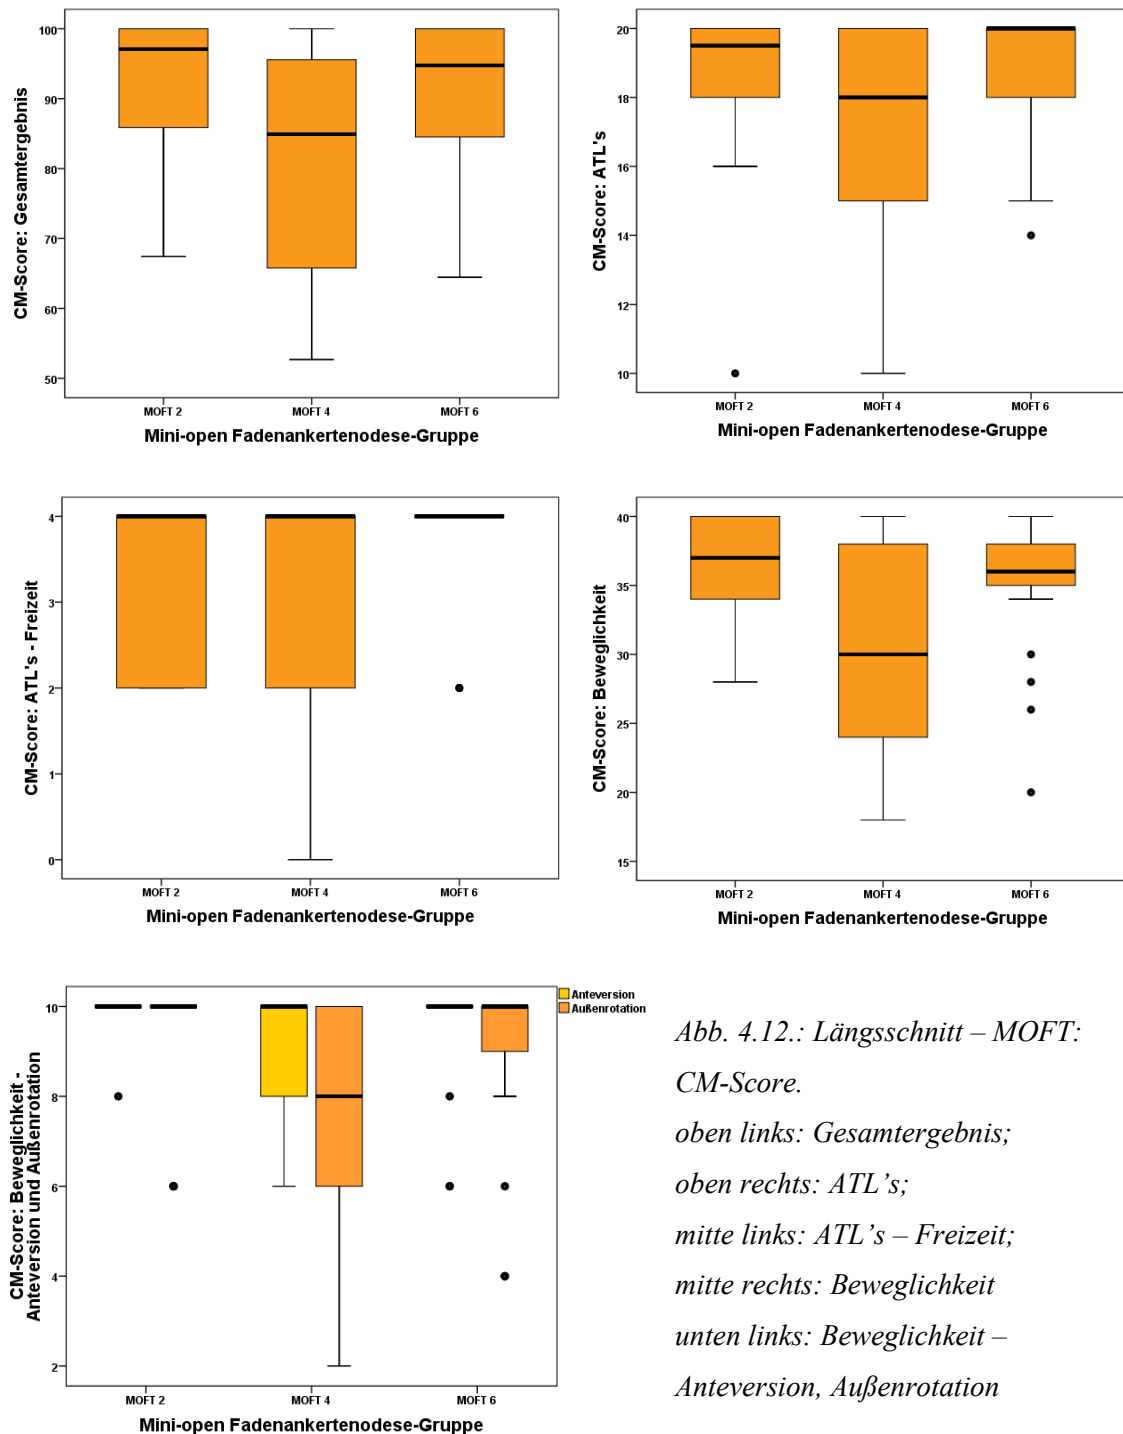 CM-Score: Gesamtergebnis
100
90
80
70
60
50
MOFT 2
MOFT 4
MOFT 6
Mini-open Fadenankertenodese-Gruppe
CM-Score: ATL's
20
18
16
14
12
10
MOFT 2
MOFT 4
MOFT 6
Mini-open Fadenankertenodese-Gruppe
CM-Score: ATL's - Freizeit
4
3
2
1
0
MOFT 2
MOFT 4
MOFT 6
Mini-open Fadenankertenodese-Gruppe
CM-Score: Beweglichkeit
40
35
30
25
20
15
MOFT 2
MOFT 4
MOFT 6
Mini-open Fadenankertenodese-Gruppe
CM-Score: Beweglichkeit -
Anteversion und Außenrotation
10
8
6
4
2
MOFT 2
MOFT 4
MOFT 6
Mini-open Fadenankertenodese-Gruppe
Anteversion
Außenrotation
Abb. 4.12.: Längsschnitt – MOFT:
CM-Score.
oben links: Gesamtergebnis;
oben rechts: ATL’s;
mitte links: ATL’s – Freizeit;
mitte rechts: Beweglichkeit
unten links: Beweglichkeit –
Anteversion, Außenrotation